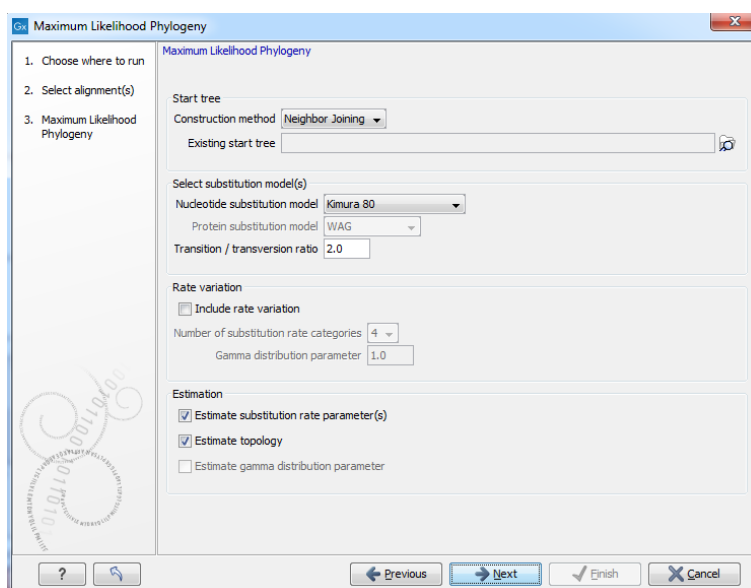 Gx Maximum Likelihood Phylogeny
1. Choose where to run
2. Select alignment(s)
3. Maximum Likelihood
Phylogeny
Maximum Likelihood Phylogeny
Start tree
Construction method Neighbor Joining
Existing start tree
Select substitution model(s)
Nucleotide substitution model Kimura 80
Protein substitution model WAG
Transition / transversion ratio 2.0
Rate variation
Include rate variation
Number of substitution rate categories 4
Gamma distribution parameter 1.0
Estimation
Estimate substitution rate parameter(s)
Estimate topology
Estimate gamma distribution parameter
? Previous Next Finish Cancel